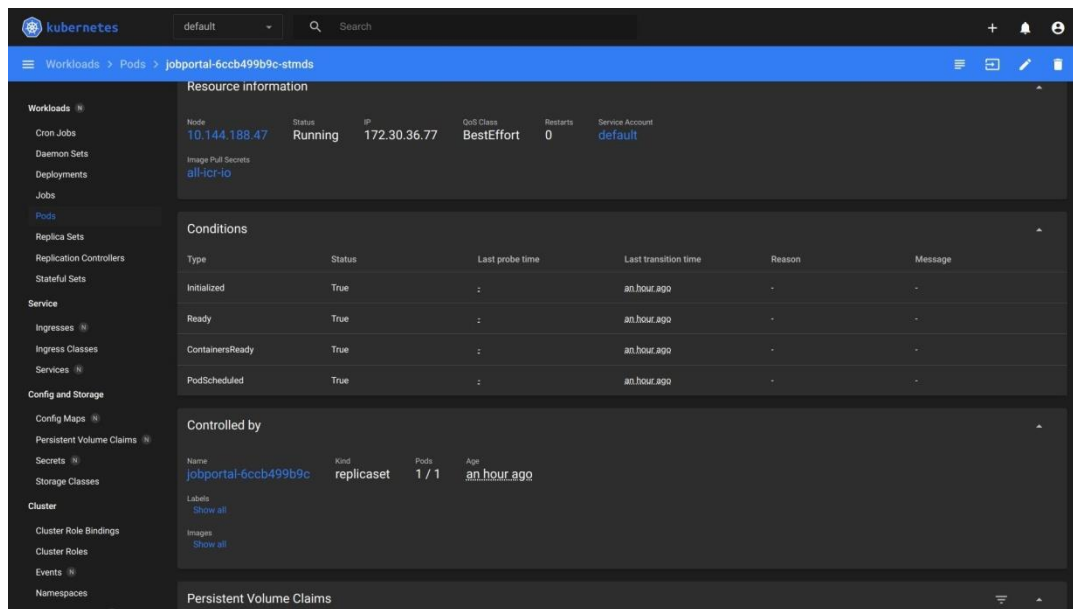 kubernetes
default
Search
Workloads > Pods > jobportal-6ccb499b9c-stmds
Workloads N
Cron Jobs
Daemon Sets
Deployments
Jobs
Pods
Replica Sets
Replication Controllers
Stateful Sets
Service
Ingresses N
Ingress Classes
Services N
Config and Storage
Config Maps N
Persistent Volume Claims N
Secrets N
Storage Classes
Cluster
Cluster Role Bindings
Cluster Roles
Events N
Namespaces
Resource information
Node Status IP QoS Class Restarts Service Account
10.144.188.47 Running 172.30.36.77 BestEffort 0 default
Image Pull Secrets
all-icr-io
Conditions
Type Status Last probe time Last transition time Reason Message
Initialized True - an hour ago - -
Ready True - an hour ago - -
ContainersReady True - an hour ago - -
PodScheduled True - an hour ago - -
Controlled by
Name Kind Pods Age
jobportal-6ccb499b9c replicaset 1 / 1 an hour ago
Labels
Show all
Images
Show all
Persistent Volume Claims